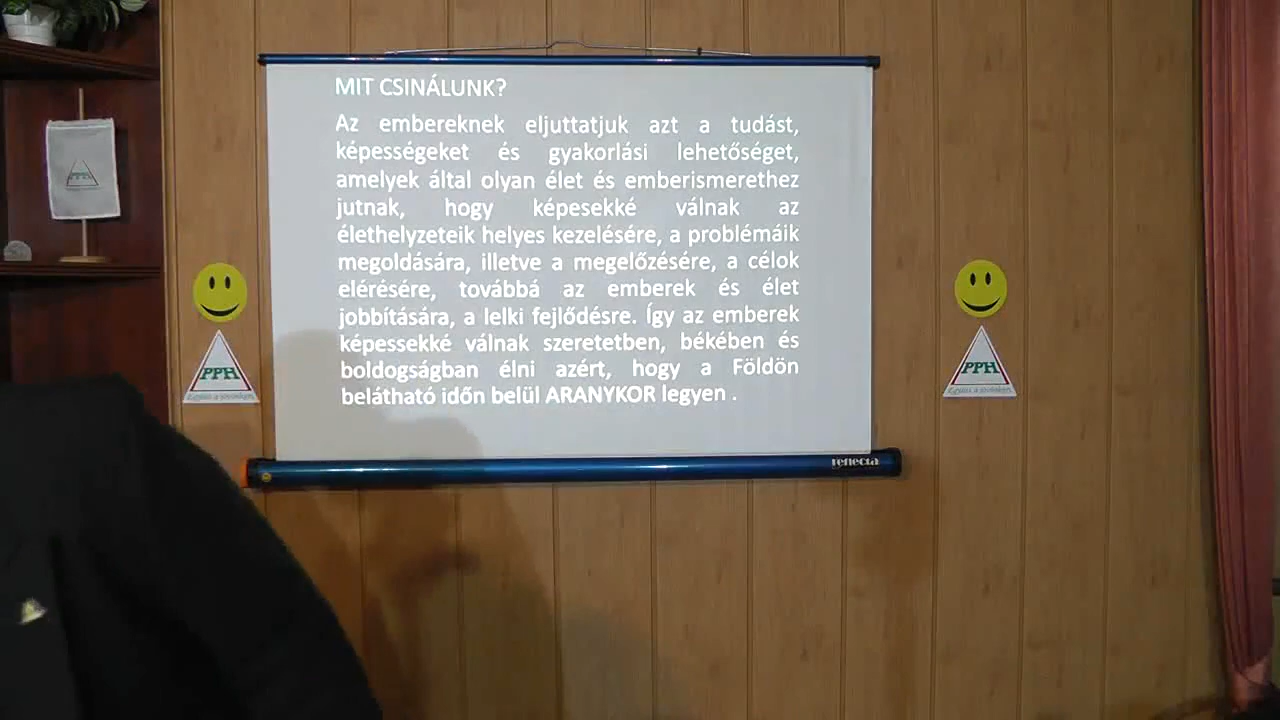 MIT CSINÁLUNK?
Az embereknek eljuttatjuk azt a tudást,
képességeket és gyakorlási lehetőséget,
amelyek által olyan élet és emberismerethez
jutnak, hogy képesekké válnak az
élethelyzeteik helyes kezelésére, a problémáik
megoldására, illetve a megelőzésére, a célok
elérésére, továbbá az emberek és élet
jobbítására, a lelki fejlődésre. Így az emberek
képessekké válnak szeretetben, békében és
boldogságban élni azért, hogy a Földön
belátható időn belül ARANYKOR legyen .
reflecta
PPH
PPH
PPH